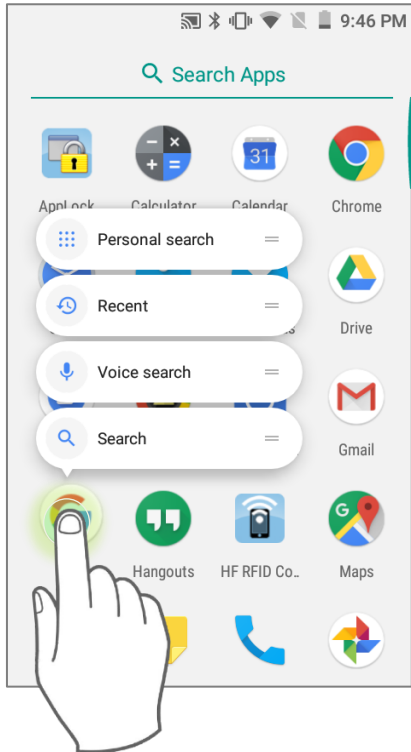 9:46 PM
Search Apps
31
AppLock Calculator Calendar Chrome
Personal search
Recent
s Drive
Voice search
Search
Gmail
G
Hangouts HF RFID Co.. Maps